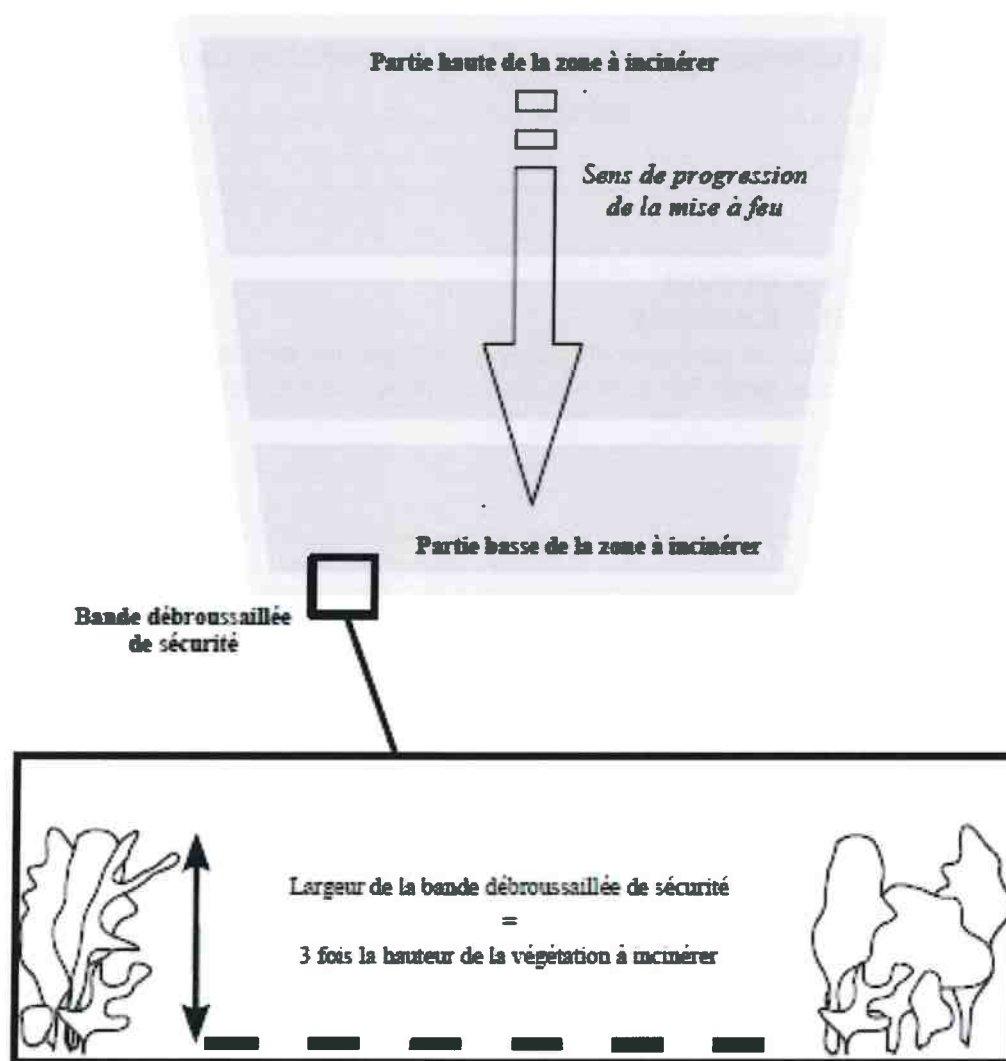 Partie haute de la zone à incinérer
Sens de progression
de la mise à feu
Partie basse de la zone à incinérer
Bande débroussaillée
de sécurité
Largeur de la bande débroussaillée de sécurité
=
3 fois la hauteur de la végétation à incinérer